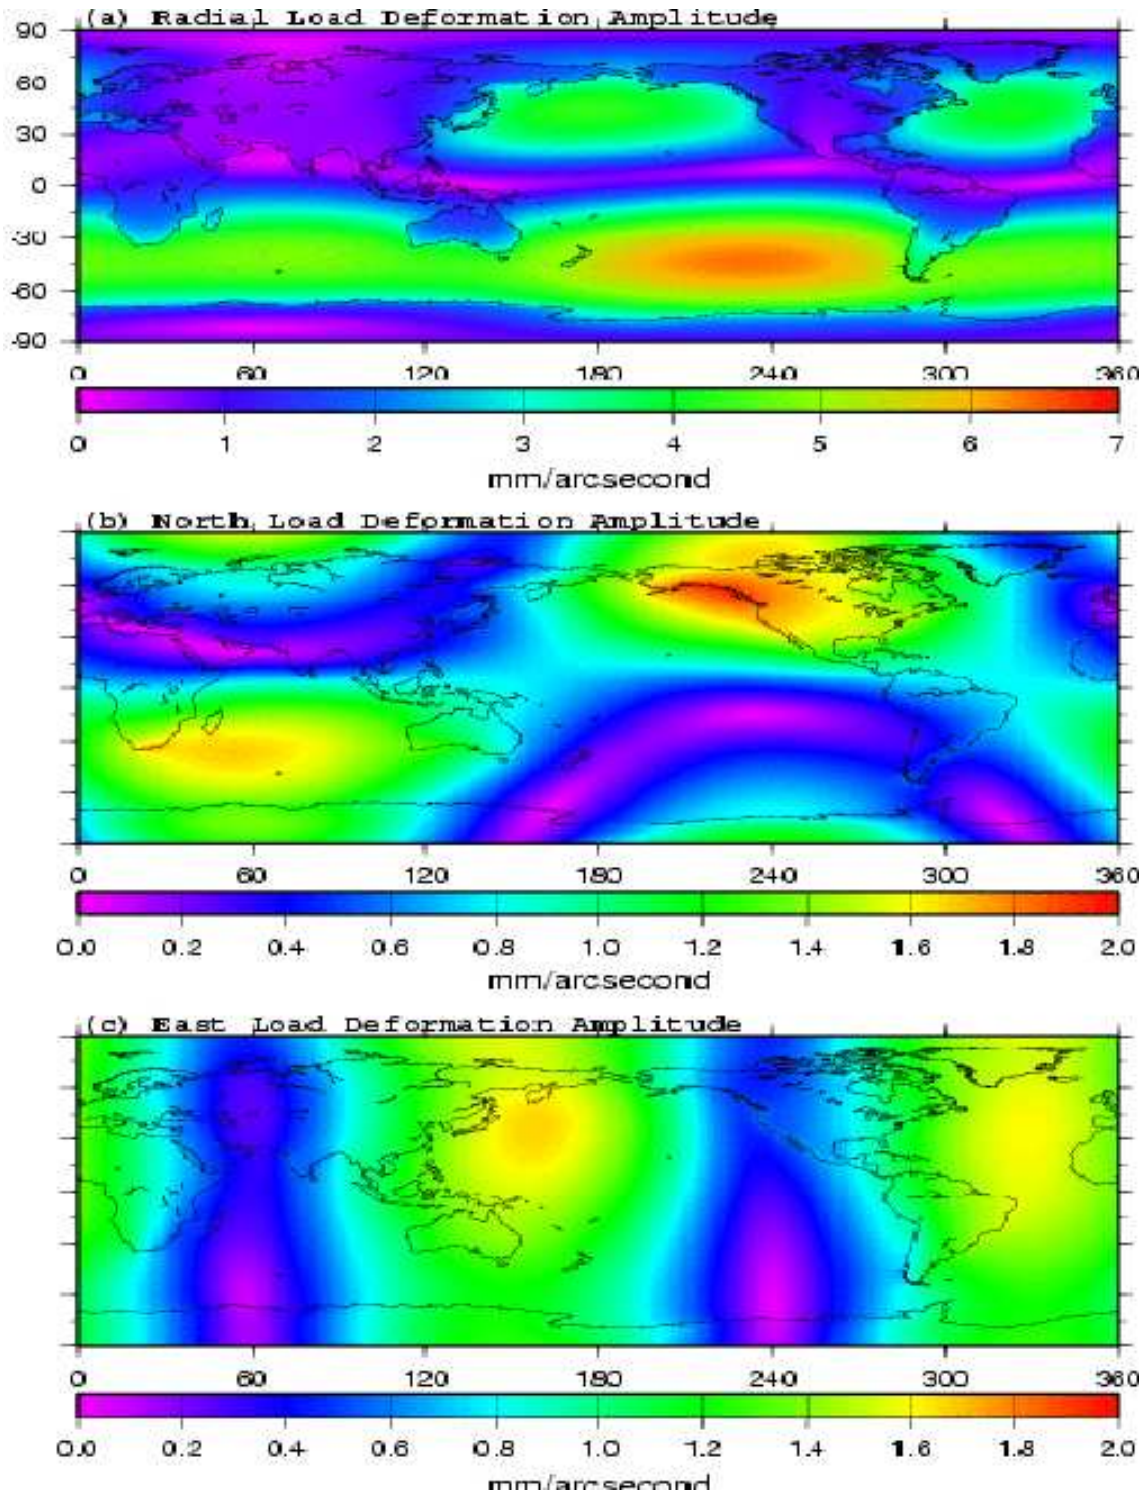 (a) Radial Load Deformation Amplitude
90
60
30
0
-30
-60
-90
0 60 120 180 240 300 360
0 1 2 3 4 5 6 7
mm/arcsecond
(b) North Load Deformation Amplitude
0 60 120 180 240 300 360
0.0 0.2 0.4 0.6 0.8 1.0 1.2 1.4 1.6 1.8 2.0
mm/arcsecond
(c) East Load Deformation Amplitude
0 60 120 180 240 300 360
0.0 0.2 0.4 0.6 0.8 1.0 1.2 1.4 1.6 1.8 2.0
mm/arcsecond